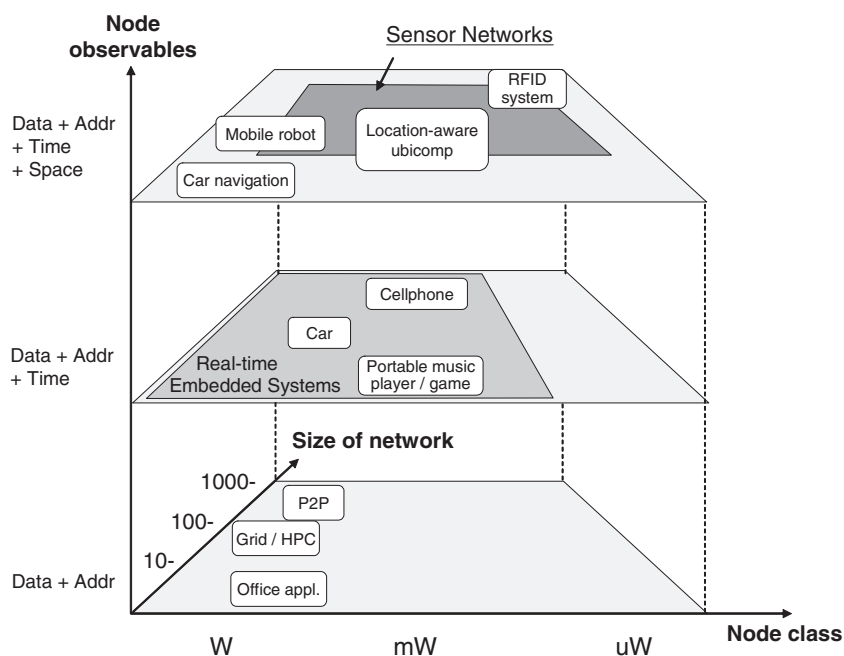 Node
observables
Sensor Networks
RFID
system
Data + Addr
+ Time
+ Space
Mobile robot
Location-aware
ubicomp
Car navigation
Cellphone
Car
Data + Addr
+ Time
Real-time
Embedded Systems
Portable music
player / game
Size of network
1000-
P2P
100-
Grid / HPC
10-
Data + Addr
Office appl.
Node class
W
mW
uW